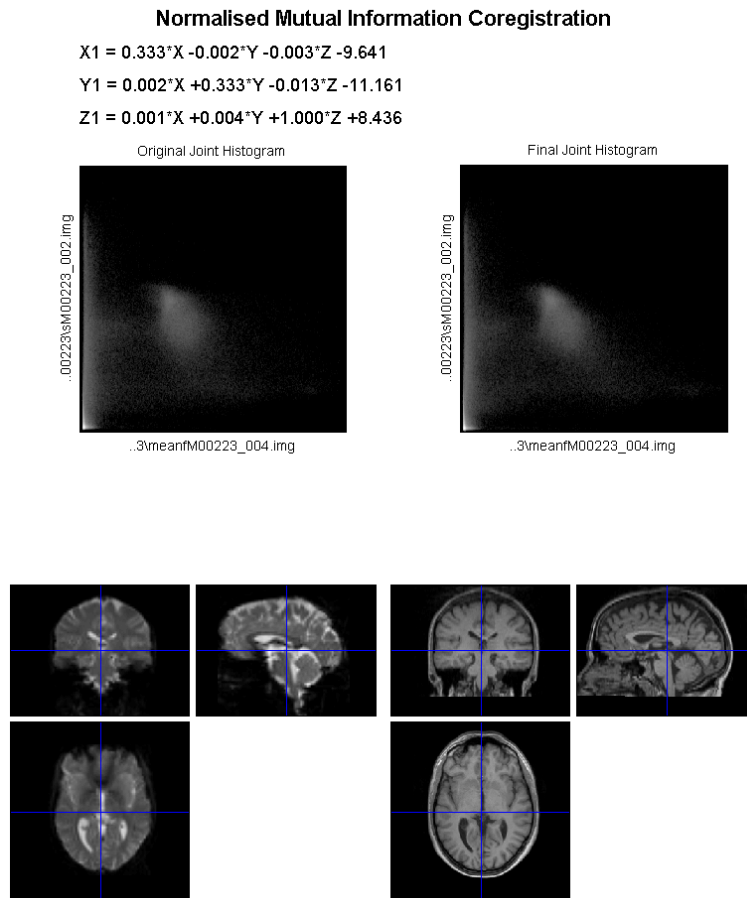 Normalised Mutual Information Coregistration
X1 = 0.333*X -0.002*Y -0.003*Z -9.641
Y1 = 0.002*X +0.333*Y -0.013*Z -11.161
Z1 = 0.001*X +0.004*Y +1.000*Z +8.436
Original Joint Histogram
Final Joint Histogram
..00223\sM00223_002.img
..00223\sM00223_002.img
..3\meanfM00223_004.img
..3\meanfM00223_004.img